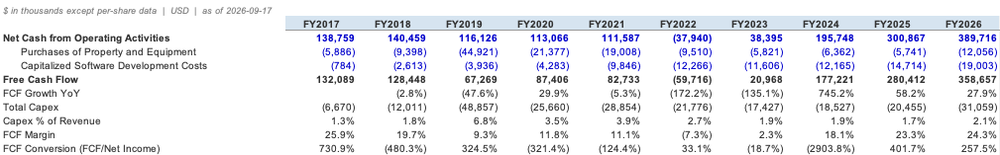 $ in thousands except per-share data | USD | as of 2026-09-17
FY2017 FY2018 FY2019 FY2020 FY2021 FY2022 FY2023 FY2024 FY2025 FY2026
Net Cash from Operating Activities 138,759 140,459 116,126 113,066 111,587 (37,940) 38,395 195,748 300,867 389,716
Purchases of Property and Equipment (5,886) (9,398) (44,921) (21,377) (19,008) (9,510) (5,821) (6,362) (5,741) (12,056)
Capitalized Software Development Costs (784) (2,613) (3,936) (4,283) (9,846) (12,266) (11,606) (12,165) (14,714) (19,003)
Free Cash Flow 132,089 128,448 67,269 87,406 82,733 (59,716) 20,968 177,221 280,412 358,657
FCF Growth YoY (2.8%) (47.6%) 29.9% (5.3%) (172.2%) (135.1%) 745.2% 58.2% 27.9%
Total Capex (6,670) (12,011) (48,857) (25,660) (28,854) (21,776) (17,427) (18,527) (20,455) (31,059)
Capex % of Revenue 1.3% 1.8% 6.8% 3.5% 3.9% 2.7% 1.9% 1.9% 1.7% 2.1%
FCF Margin 25.9% 19.7% 9.3% 11.8% 11.1% (7.3%) 2.3% 18.1% 23.3% 24.3%
FCF Conversion (FCF/Net Income) 730.9% (480.3%) 324.5% (321.4%) (124.4%) 33.1% (18.7%) (2903.8%) 401.7% 257.5%